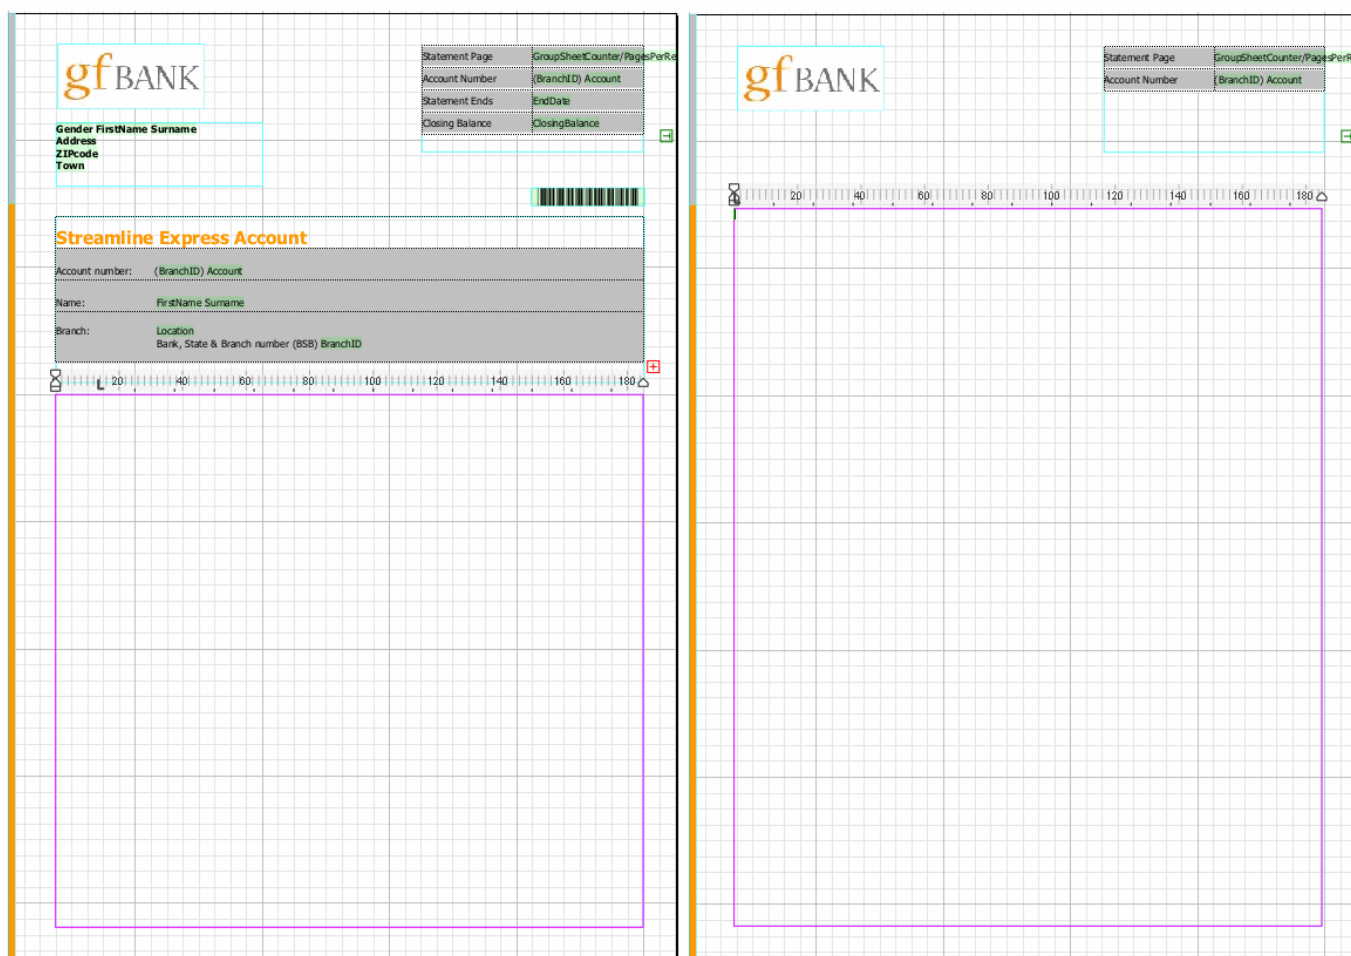 gf BANK
Statement Page GroupSheetCounter/PagesPerRe
Account Number (BranchID) Account
Statement Ends EndDate
Closing Balance ClosingBalance
Gender FirstName Surname
Address
ZIPcode
Town
Streamline Express Account
Account number: (BranchID) Account
Name: FirstName Surname
Branch: Location
Bank, State & Branch number (BSB) BranchID
20 40 60 80 100 120 140 160 180
gf BANK
Statement Page GroupSheetCounter/PagesPerR
Account Number (BranchID) Account
20 40 60 80 100 120 140 160 180